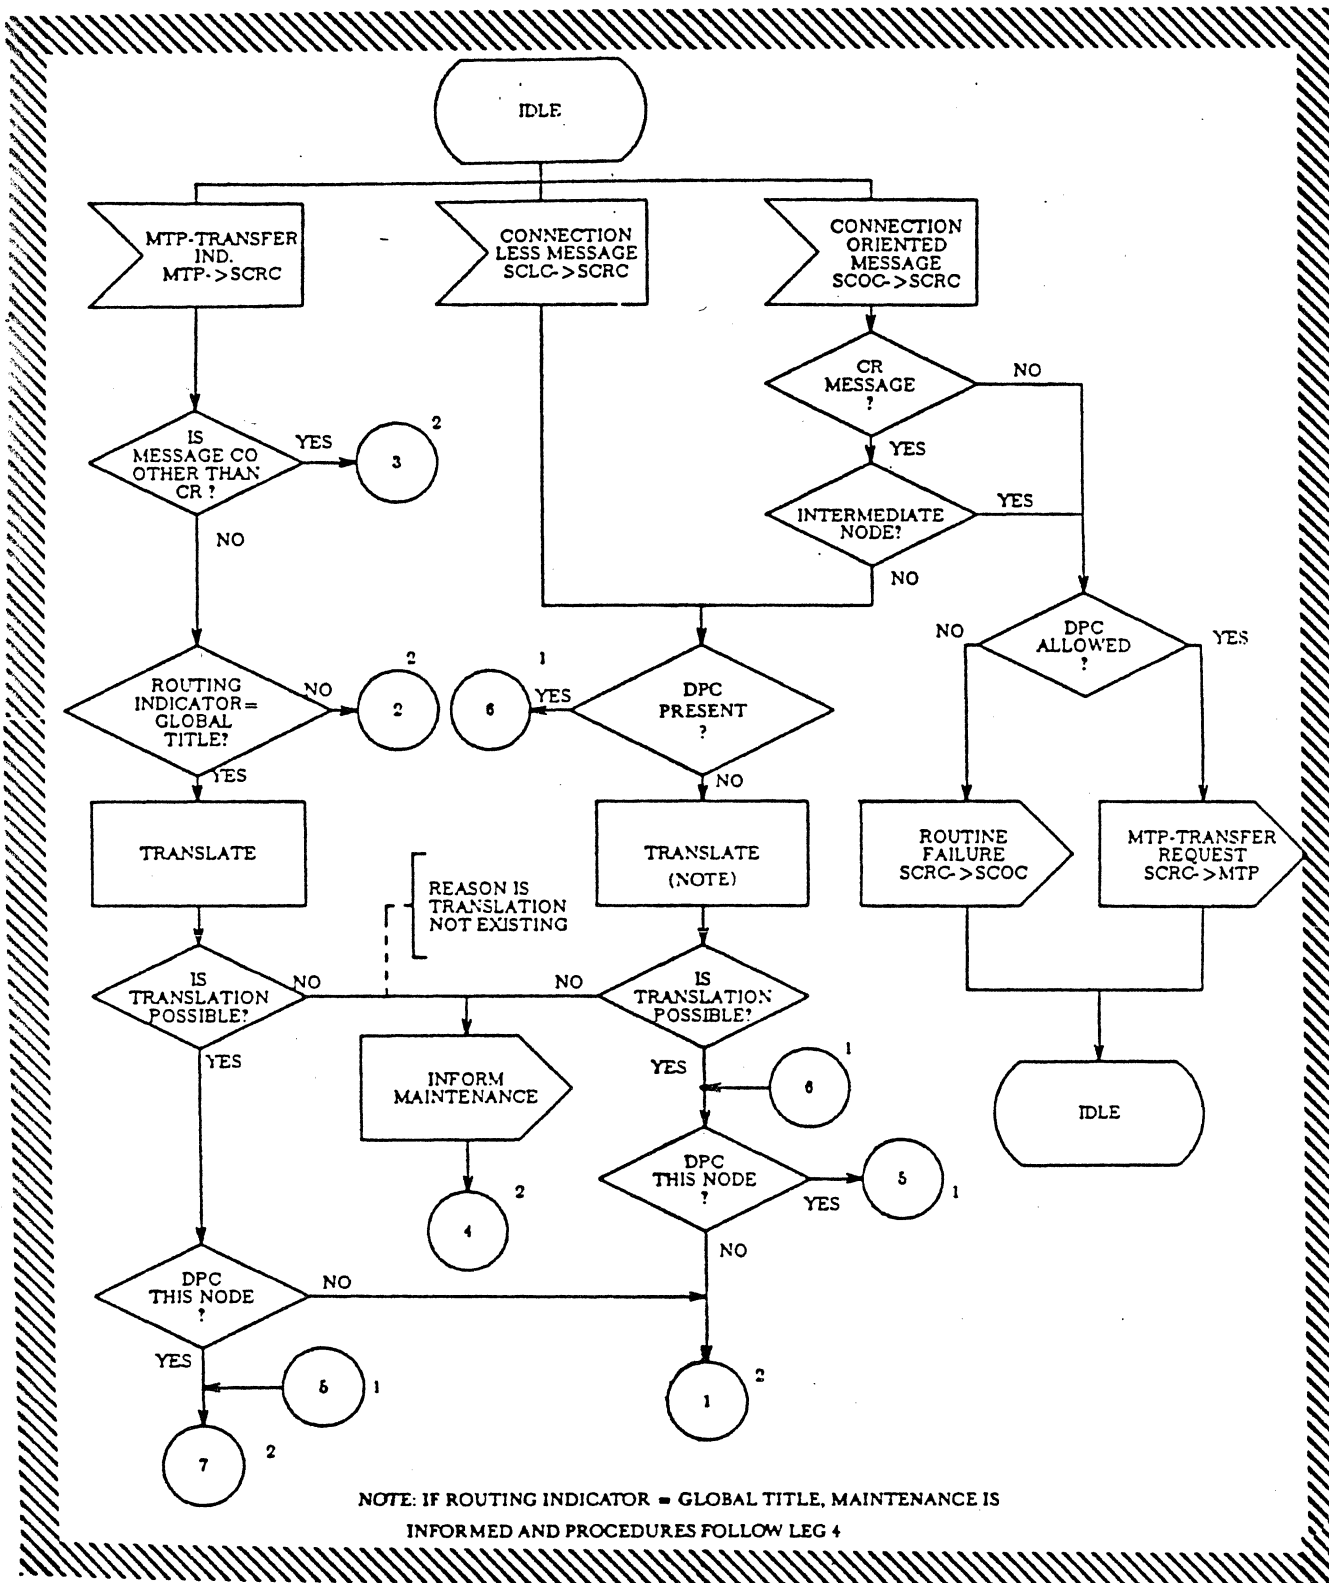 IDLE
MTP-TRANSFER
IND.
MTP->SCRC
CONNECTION
LESS MESSAGE
SCLC->SCRC
CONNECTION
ORIENTED
MESSAGE
SCOC->SCRC
CR
MESSAGE
?
NO
YES
IS
MESSAGE CO
OTHER THAN
CR ?
YES
3
2
NO
INTERMEDIATE
NODE?
YES
NO
DPC
ALLOWED
?
NO
YES
ROUTING
INDICATOR=
GLOBAL
TITLE?
NO
2
2
YES
6
1
YES
DPC
PRESENT
?
NO
TRANSLATE
REASON IS
TRANSLATION
NOT EXISTING
TRANSLATE
(NOTE)
ROUTINE
FAILURE
SCRC->SCOC
MTP-TRANSFER
REQUEST
SCRC->MTP
IS
TRANSLATION
POSSIBLE?
NO
YES
NO
IS
TRANSLATION
POSSIBLE?
YES
INFORM
MAINTENANCE
4
2
6
1
DPC
THIS NODE
?
YES
5
1
NO
IDLE
DPC
THIS NODE
?
NO
YES
5
1
7
2
1
2
NOTE: IF ROUTING INDICATOR = GLOBAL TITLE, MAINTENANCE IS
INFORMED AND PROCEDURES FOLLOW LEG 4